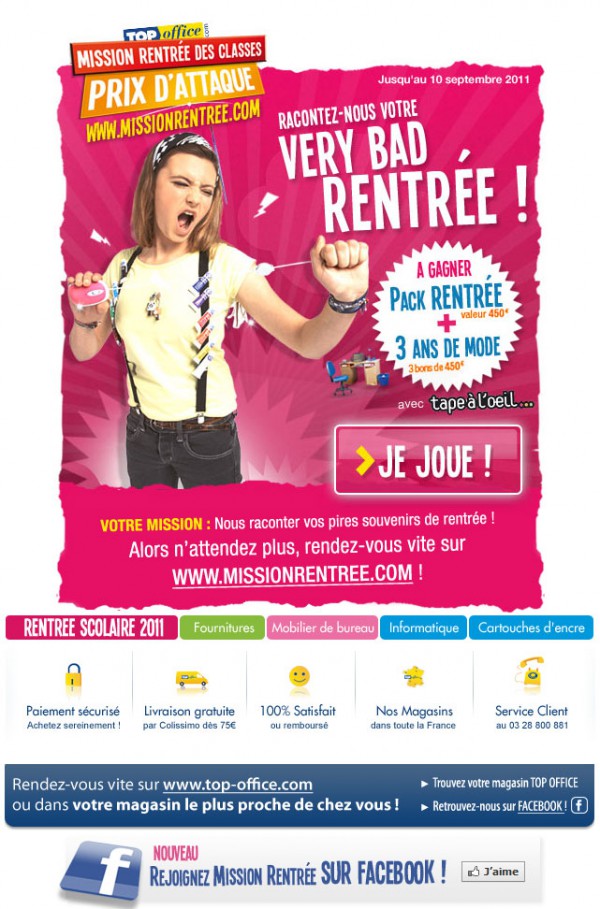 TOP office.com
MISSION RENTRÉE DES CLASSES
PRIX D'ATTAQUE
WWW.MISSIONRENTREE.COM
Jusqu'au 10 septembre 2011
RACONTEZ-NOUS VOTRE
VERY BAD
RENTRÉE !
A GAGNER
PACK RENTRÉE
valeur 450€
+
3 ANS DE MODE
3 bons de 450€
avec tape à l'oeil...
> JE JOUE !
VOTRE MISSION : Nous raconter vos pires souvenirs de rentrée !
Alors n'attendez plus, rendez-vous vite sur
WWW.MISSIONRENTREE.COM !
RENTREE SCOLAIRE 2011 Fournitures Mobilier de bureau Informatique Cartouches d'encre
Paiement sécurisé Livraison gratuite 100% Satisfait Nos Magasins Service Client
Achetez sereinement ! par Colissimo dès 75€ ou remboursé dans toute la France au 03 28 800 881
Rendez-vous vite sur www.top-office.com ► Trouvez votre magasin TOP OFFICE
ou dans votre magasin le plus proche de chez vous ! ► Retrouvez-nous sur FACEBOOK ! f
NOUVEAU
f REJOIGNEZ MISSION RENTRÉE SUR FACEBOOK ! J'aime